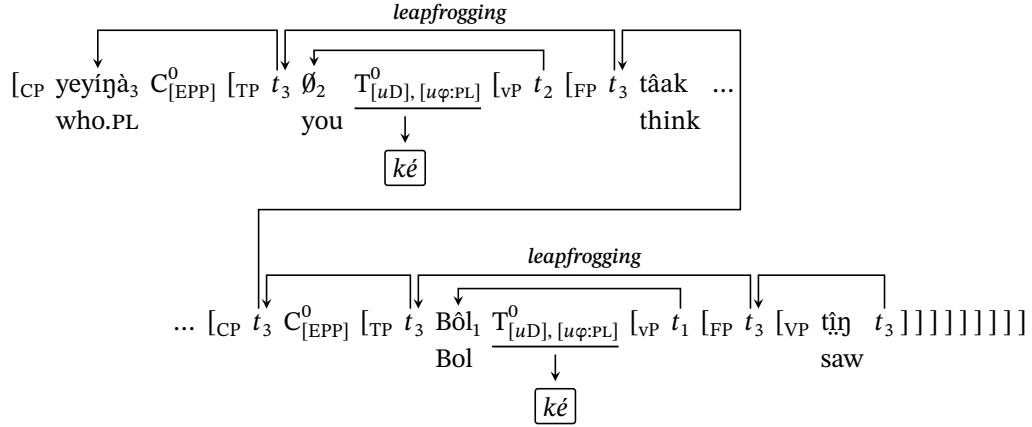 leapfrogging
[CP yeyíŋà₃ C⁰[EPP] [TP t₃ Ǿ₂ T⁰[uD], [uφ:PL] [vP t₂ [FP t₃ tâak ...
who.PL you think
ké
leapfrogging
... [CP t₃ C⁰[EPP] [TP t₃ Bôl₁ T⁰[uD], [uφ:PL] [vP t₁ [FP t₃ [VP tî̤ŋ t₃ ] ] ] ] ] ] ] ] ]
Bol saw
ké